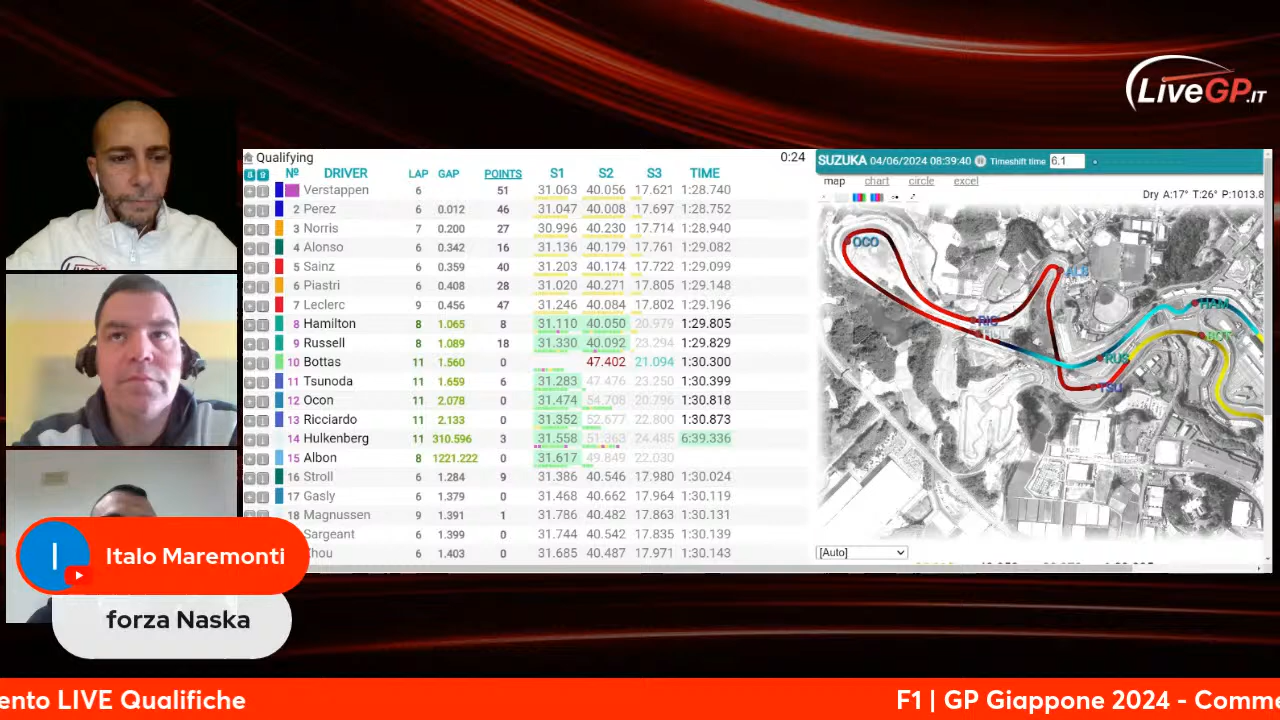 LiveGP.IT
Qualifying 0:24
Nº DRIVER LAP GAP POINTS S1 S2 S3 TIME
Verstappen 6 51 31.063 40.056 17.621 1:28.740
2 Perez 6 0.012 46 31.047 40.008 17.697 1:28.752
3 Norris 7 0.200 27 30.996 40.230 17.714 1:28.940
4 Alonso 6 0.342 16 31.136 40.179 17.761 1:29.082
5 Sainz 6 0.359 40 31.203 40.174 17.722 1:29.099
6 Piastri 6 0.408 28 31.020 40.271 17.805 1:29.148
7 Leclerc 9 0.456 47 31.246 40.084 17.802 1:29.196
8 Hamilton 8 1.065 8 31.110 40.050 20.979 1:29.805
9 Russell 8 1.089 18 31.330 40.092 23.294 1:29.829
10 Bottas 11 1.560 0 47.402 21.094 1:30.300
11 Tsunoda 11 1.659 6 31.283 47.476 23.250 1:30.399
12 Ocon 11 2.078 0 31.474 54.708 20.796 1:30.818
13 Ricciardo 11 2.133 0 31.352 52.677 22.800 1:30.873
14 Hulkenberg 11 310.596 3 31.558 51.363 24.485 6:39.336
15 Albon 8 1221.222 0 31.617 49.849 22.030
16 Stroll 6 1.284 9 31.386 40.546 17.980 1:30.024
17 Gasly 6 1.379 0 31.468 40.662 17.964 1:30.119
18 Magnussen 9 1.391 1 31.786 40.482 17.863 1:30.131
Sargeant 6 1.399 0 31.744 40.542 17.835 1:30.139
Zhou 6 1.403 0 31.685 40.487 17.971 1:30.143
SUZUKA 04/06/2024 08:39:40 Timeshift time 6.1
map chart circle excel
Dry A:17° T:26° P:1013.8
OCO
ALB
RIC
HUL
HAM
RUS
BOT
TSU
[Auto]
I
Italo Maremonti
forza Naska
ento LIVE Qualifiche
F1 | GP Giappone 2024 - Comme